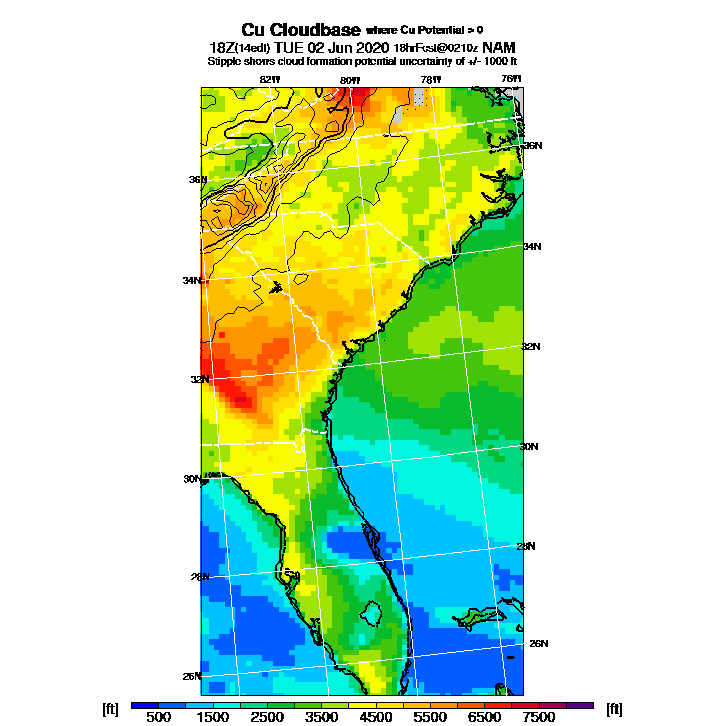 Cu Cloudbase where Cu Potential > 0
18Z(14edt) TUE 02 Jun 2020 18hrFcst@0210z NAM
Stipple shows cloud formation potential uncertainty of +/- 1000 ft
82W 80W 78W 76W
36N
36N
34N
34N
32N
32N
30N
30N
28N
28N
26N
26N
[ft] [ft]
500 1500 2500 3500 4500 5500 6500 7500